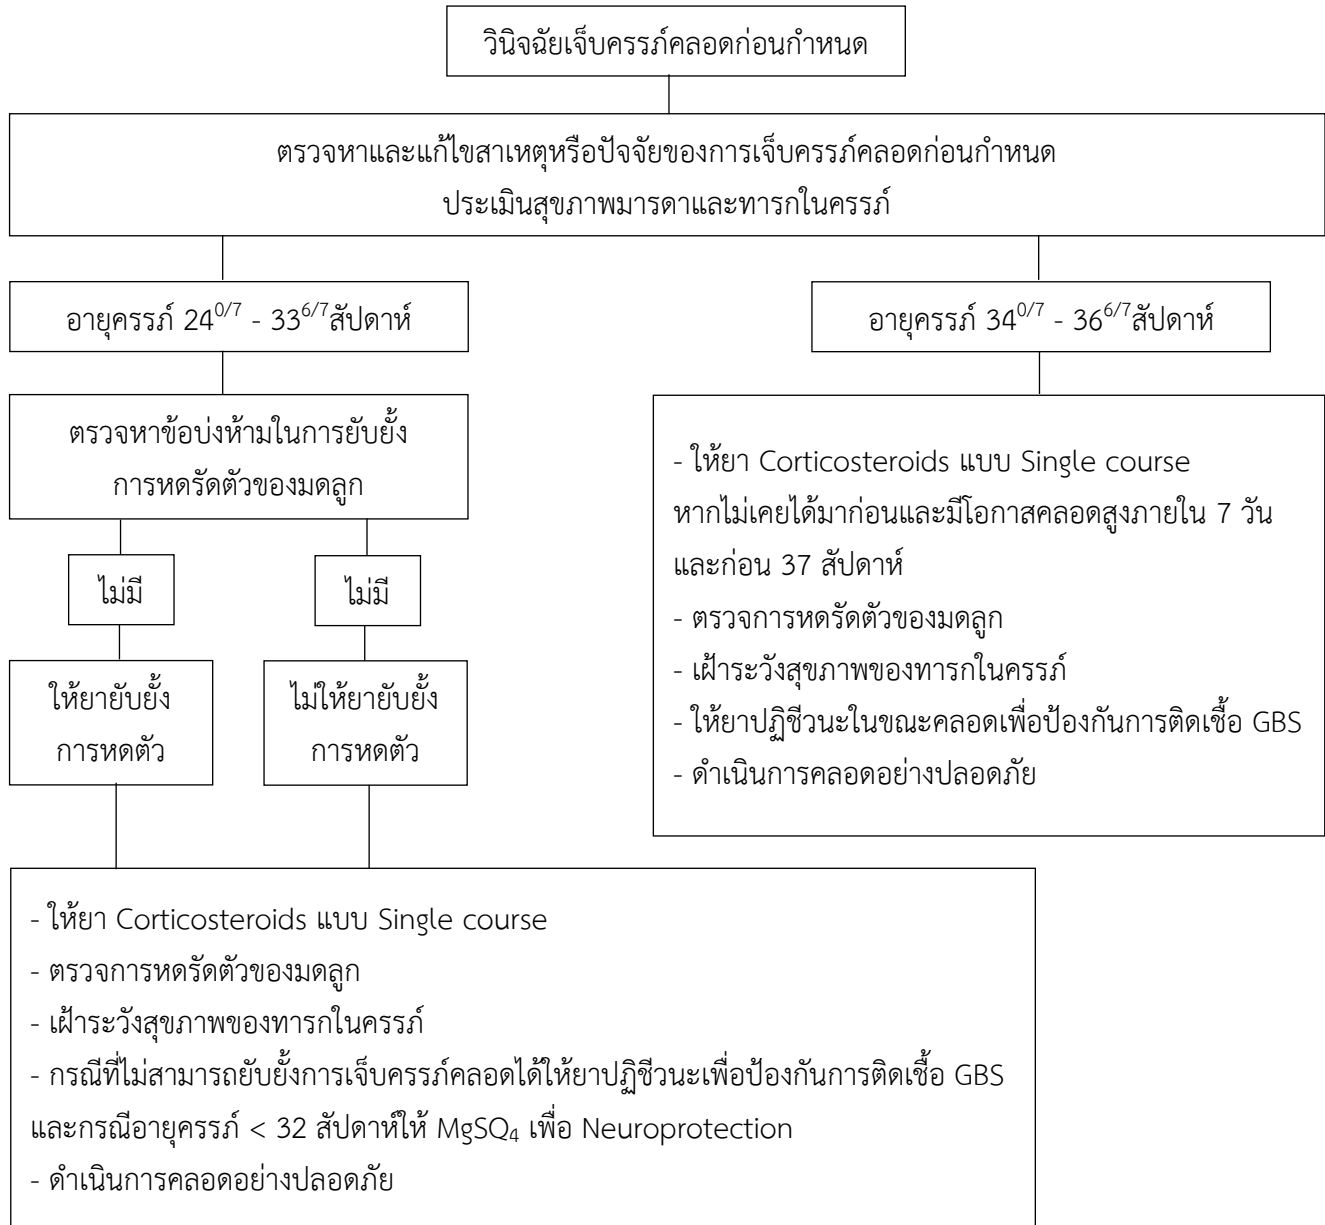 วินิจฉัยเจ็บครรภ์คลอดก่อนกำหนด
ตรวจหาและแก้ไขสาเหตุหรือปัจจัยของการเจ็บครรภ์คลอดก่อนกำหนด
ประเมินสุขภาพมารดาและทารกในครรภ์
อายุครรภ์ 24⁰ᐟ⁷ - 33⁶ᐟ⁷สัปดาห์
อายุครรภ์ 34⁰ᐟ⁷ - 36⁶ᐟ⁷สัปดาห์
ตรวจหาข้อบ่งห้ามในการยับยั้ง
การหดรัดตัวของมดลูก
ไม่มี
ไม่มี
ให้ยายับยั้ง
การหดตัว
ไม่ให้ยายับยั้ง
การหดตัว
- ให้ยา Corticosteroids แบบ Single course
หากไม่เคยได้มาก่อนและมีโอกาสคลอดสูงภายใน 7 วัน
และก่อน 37 สัปดาห์
- ตรวจการหดรัดตัวของมดลูก
- เฝ้าระวังสุขภาพของทารกในครรภ์
- ให้ยาปฏิชีวนะในขณะคลอดเพื่อป้องกันการติดเชื้อ GBS
- ดำเนินการคลอดอย่างปลอดภัย
- ให้ยา Corticosteroids แบบ Single course
- ตรวจการหดรัดตัวของมดลูก
- เฝ้าระวังสุขภาพของทารกในครรภ์
- กรณีที่ไม่สามารถยับยั้งการเจ็บครรภ์คลอดได้ให้ยาปฏิชีวนะเพื่อป้องกันการติดเชื้อ GBS
และกรณีอายุครรภ์ < 32 สัปดาห์ให้ MgSQ₄ เพื่อ Neuroprotection
- ดำเนินการคลอดอย่างปลอดภัย